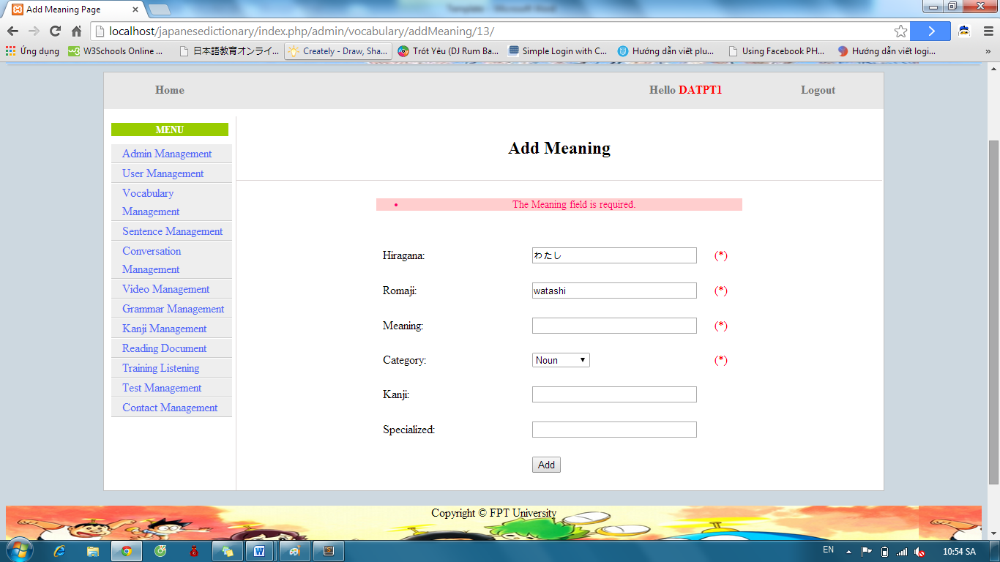 Add Meaning Page
localhost/japanesedictionary/index.php/admin/vocabulary/addMeaning/13/
Ứng dụng
W3Schools Online ...
日本語教育オンライ...
Creately - Draw, Sha...
Trót Yêu (DJ Rum Ba...
Simple Login with C...
Hướng dẫn viết plu...
Using Facebook PH...
Hướng dẫn viết logi...
»
Home
Hello DATPT1
Logout
MENU
Admin Management
User Management
Vocabulary
Management
Sentence Management
Conversation
Management
Video Management
Grammar Management
Kanji Management
Reading Document
Training Listening
Test Management
Contact Management
Add Meaning
• The Meaning field is required.
Hiragana: わたし (*)
Romaji: watashi (*)
Meaning: (*)
Category: Noun (*)
Kanji:
Specialized:
Add
Copyright © FPT University
EN
10:54 SA